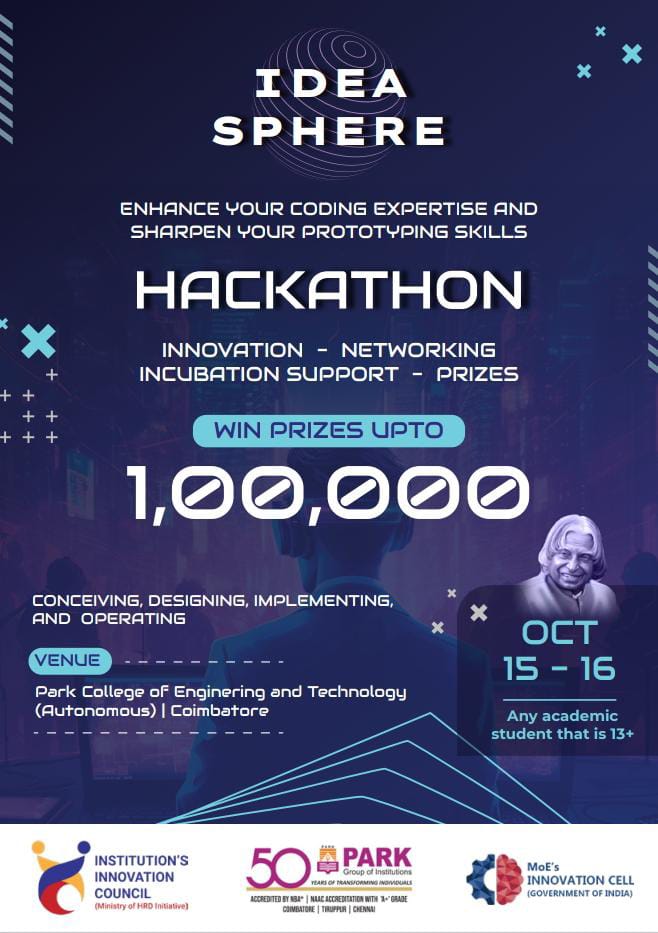 IDEA
SPHERE
ENHANCE YOUR CODING EXPERTISE AND
SHARPEN YOUR PROTOTYPING SKILLS
HACKATHON
INNOVATION - NETWORKING
INCUBATION SUPPORT - PRIZES
WIN PRIZES UPTO
1,00,000
CONCEIVING, DESIGNING, IMPLEMENTING,
AND OPERATING
VENUE
Park College of Enginering and Technology
(Autonomous) | Coimbatore
OCT
15 - 16
Any academic
student that is 13+
INSTITUTION'S
INNOVATION
COUNCIL
(Ministry of HRD Initiative)
50
PARK
PARK
Group of Institutions
YEARS OF TRANSFORMING INDIVIDUALS
ACCREDITED BY NBA* | NAAC ACCREDITATION WITH 'A+' GRADE
COIMBATORE | TIRUPPUR | CHENNAI
MoE's
INNOVATION CELL
(GOVERNMENT OF INDIA)